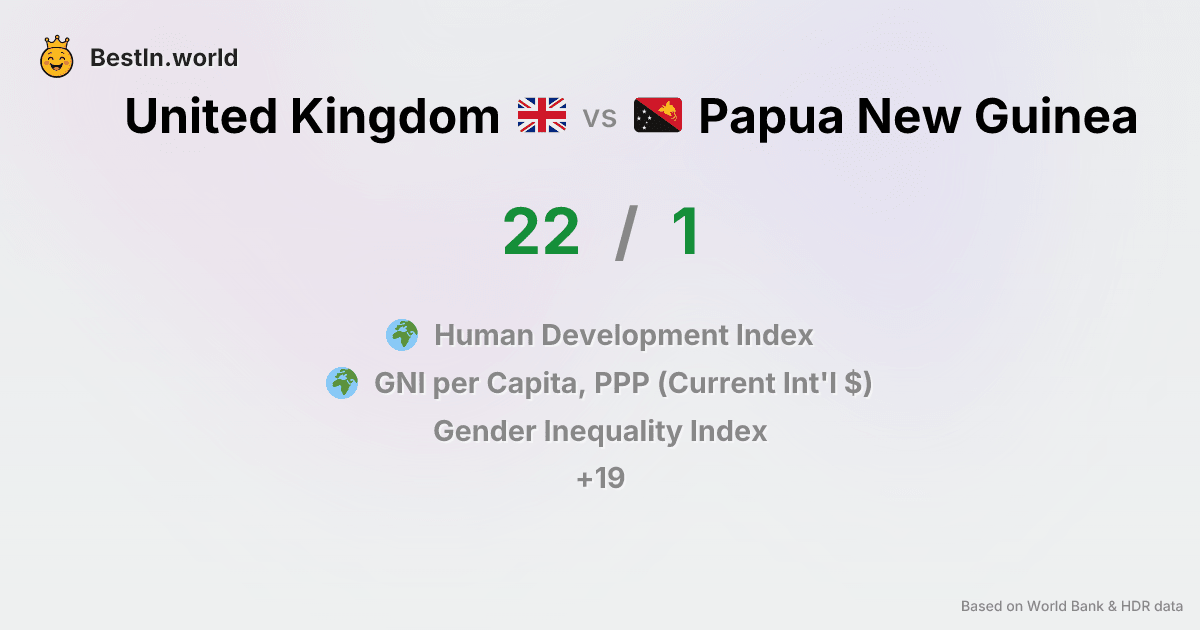 BestIn.world
United Kingdom vs Papua New Guinea
22 / 1
Human Development Index
GNI per Capita, PPP (Current Int'l $)
Gender Inequality Index
+19
Based on World Bank & HDR data